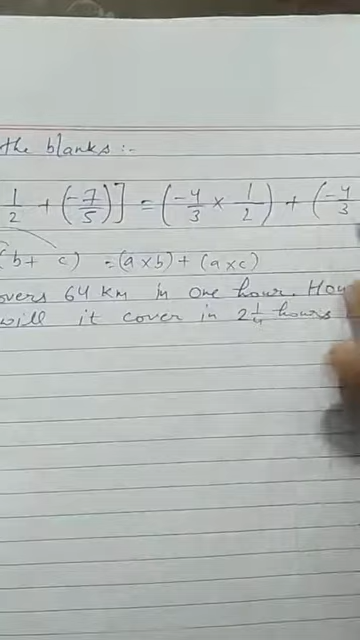 the blanks :-
1/2 + (-7/5)] = (-4/3 × 1/2) + (-4/3
(b + c) = (a × b) + (a × c)
overs 64 km in one hour. How
will it cover in 2 1/4 hours